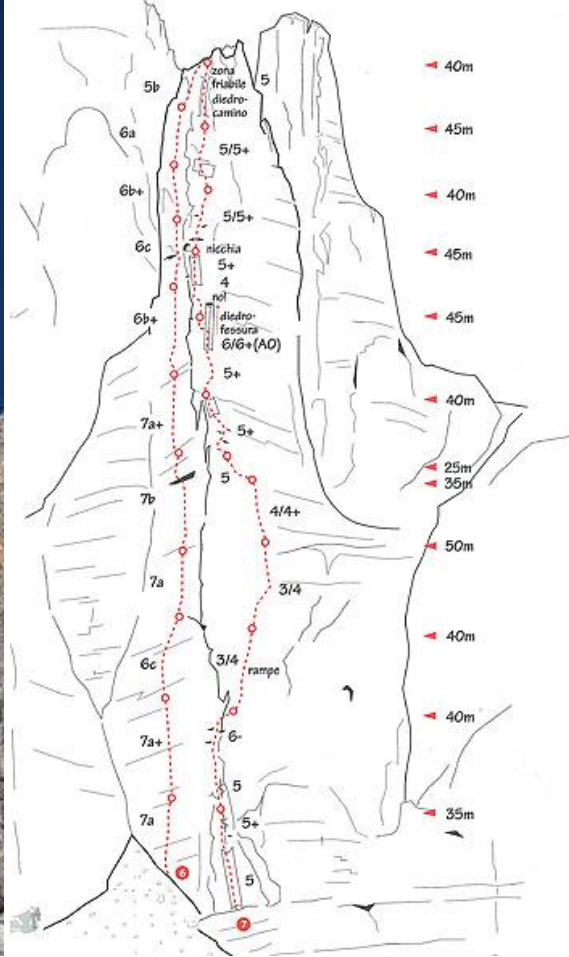 40m
zona
5
friabile
5b
diedro-
camino
45m
6a
5/5+
6b+
40m
5/5+
6c
nicchia
45m
5+
4
nol
6b+
diedro-
45m
fessura
6/6+(AO)
5+
40m
7a+
5+
25m
5
35m
7b
4/4+
50m
7a
3/4
40m
6c
3/4
rampe
40m
7a+
6-
5
35m
7a
5+
6
5
7